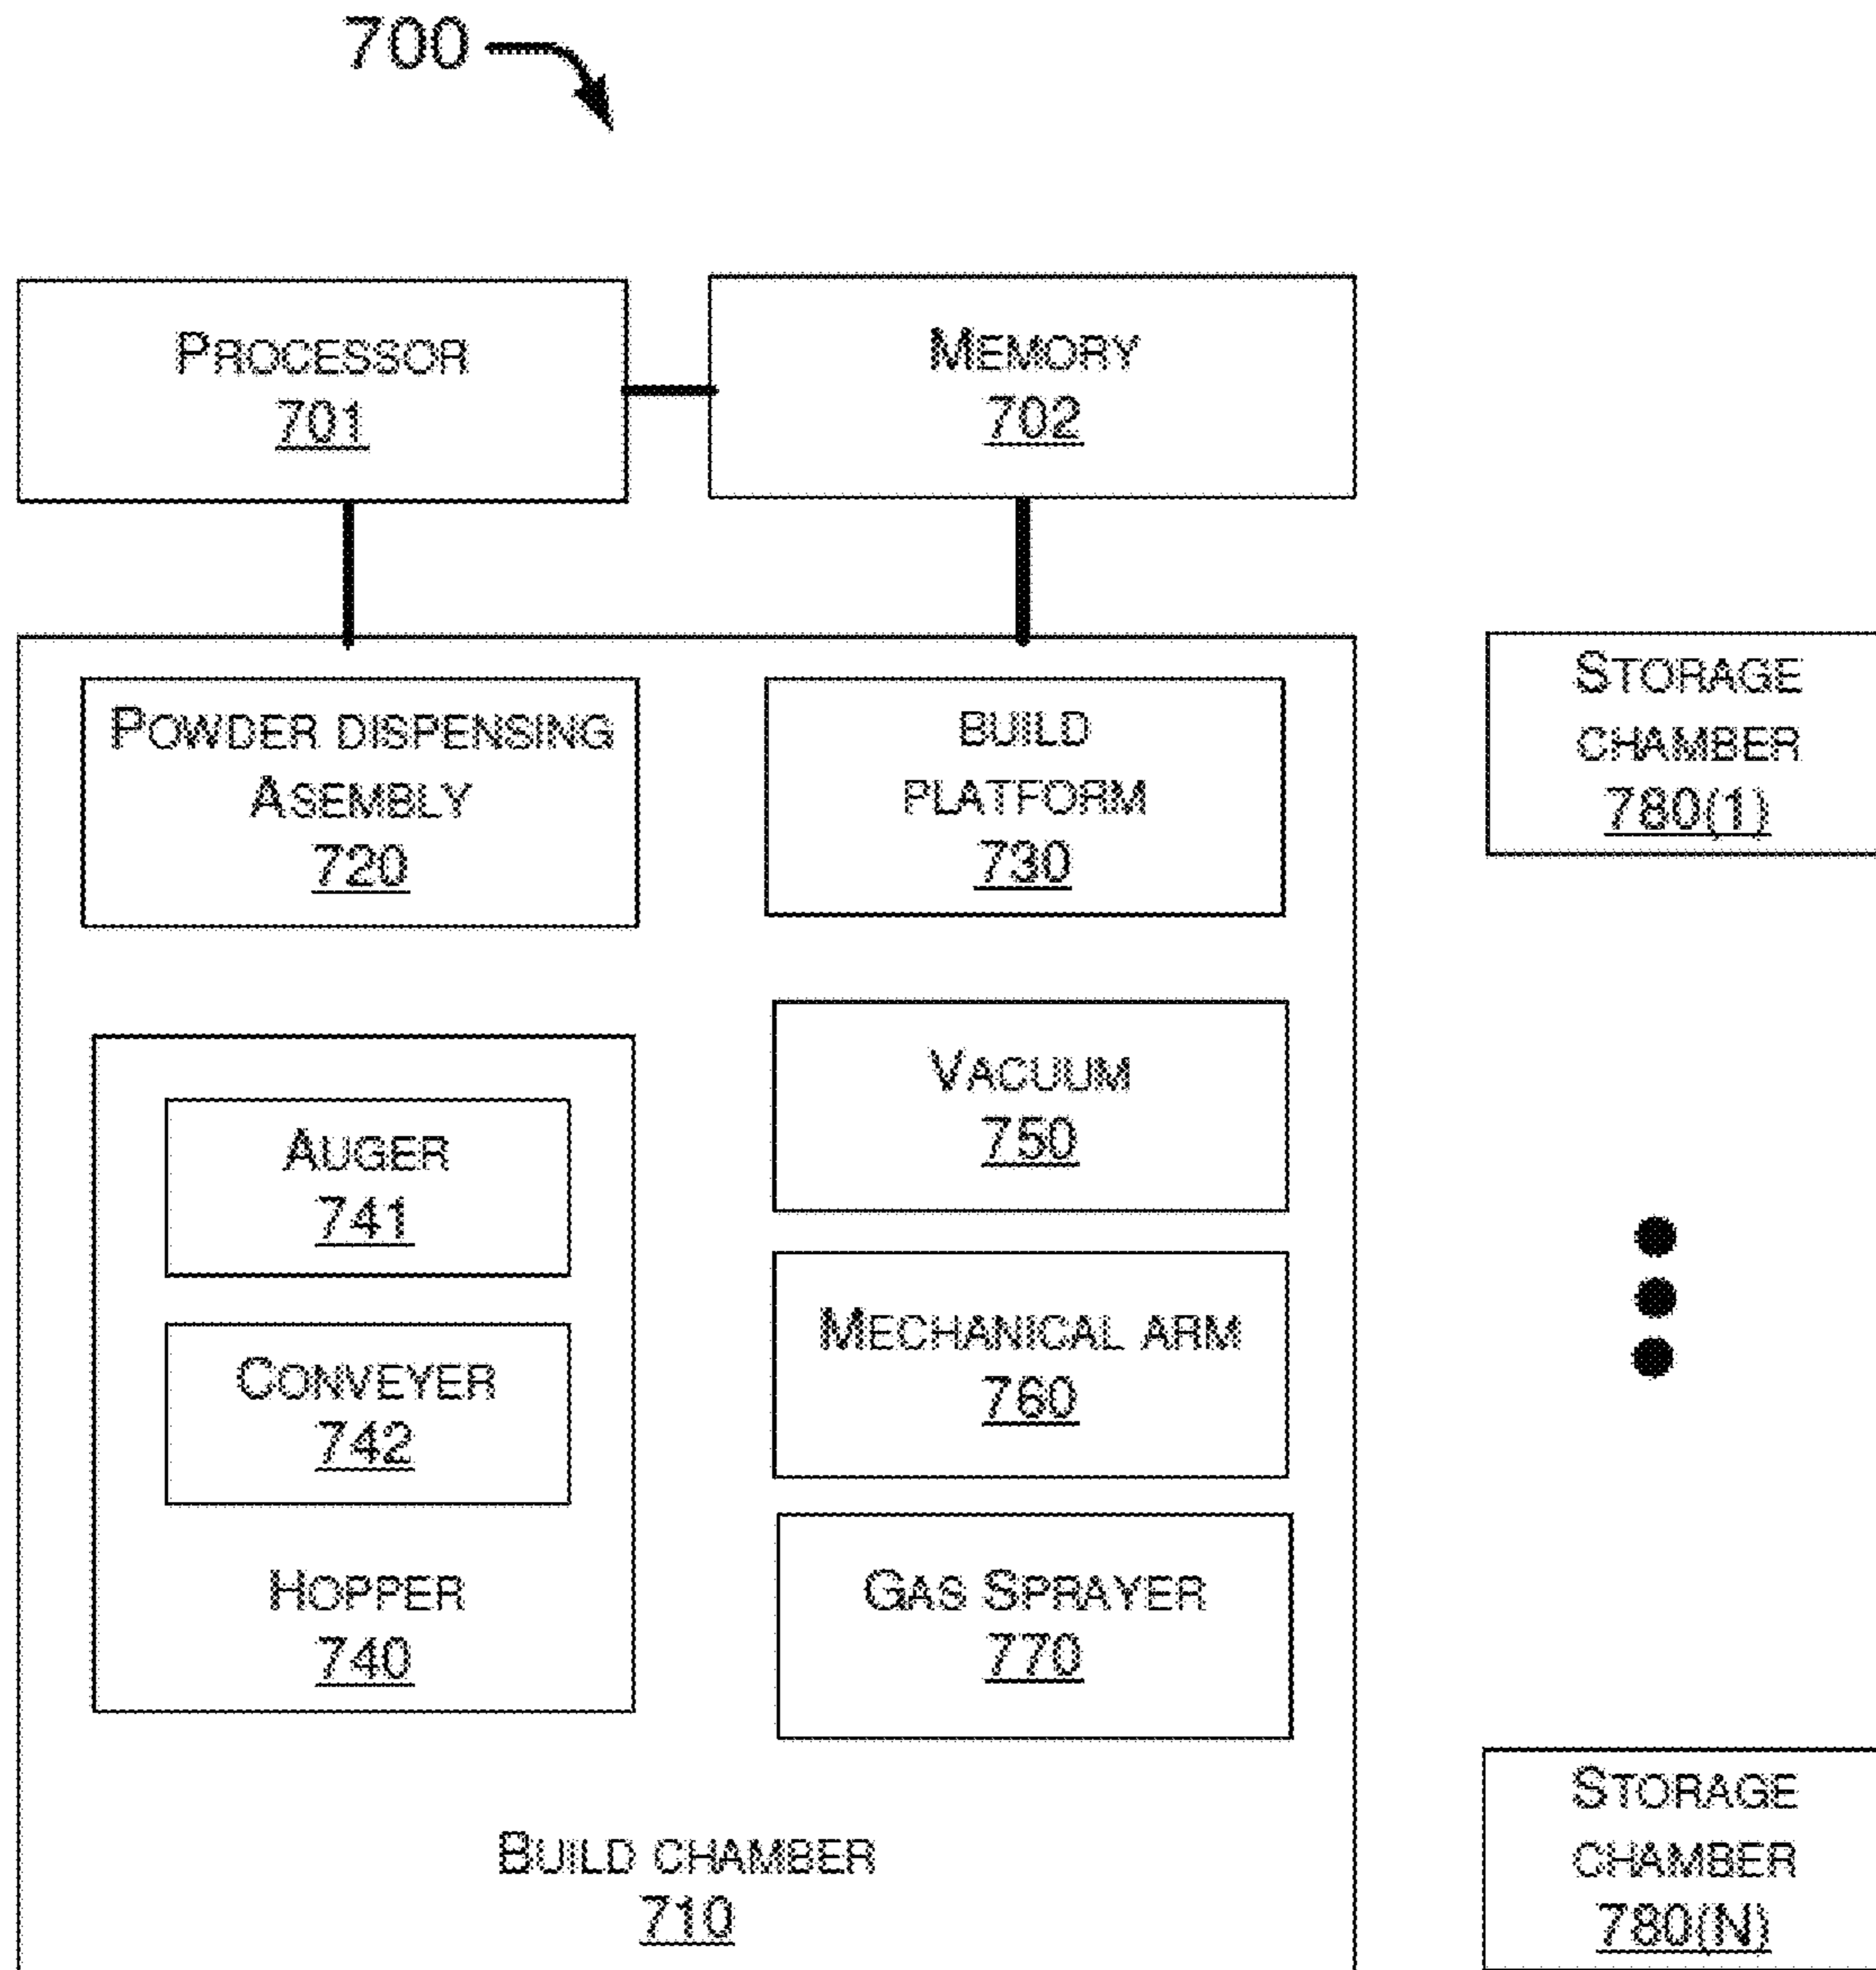 700
PROCESSOR
701
MEMORY
702
POWDER DISPENSING
ASEMBLY
720
BUILD
PLATFORM
730
STORAGE
CHAMBER
780(1)
AUGER
741
CONVEYER
742
HOPPER
740
VACUUM
750
MECHANICAL ARM
760
GAS SPRAYER
770
BUILD CHAMBER
710
STORAGE
CHAMBER
780(N)